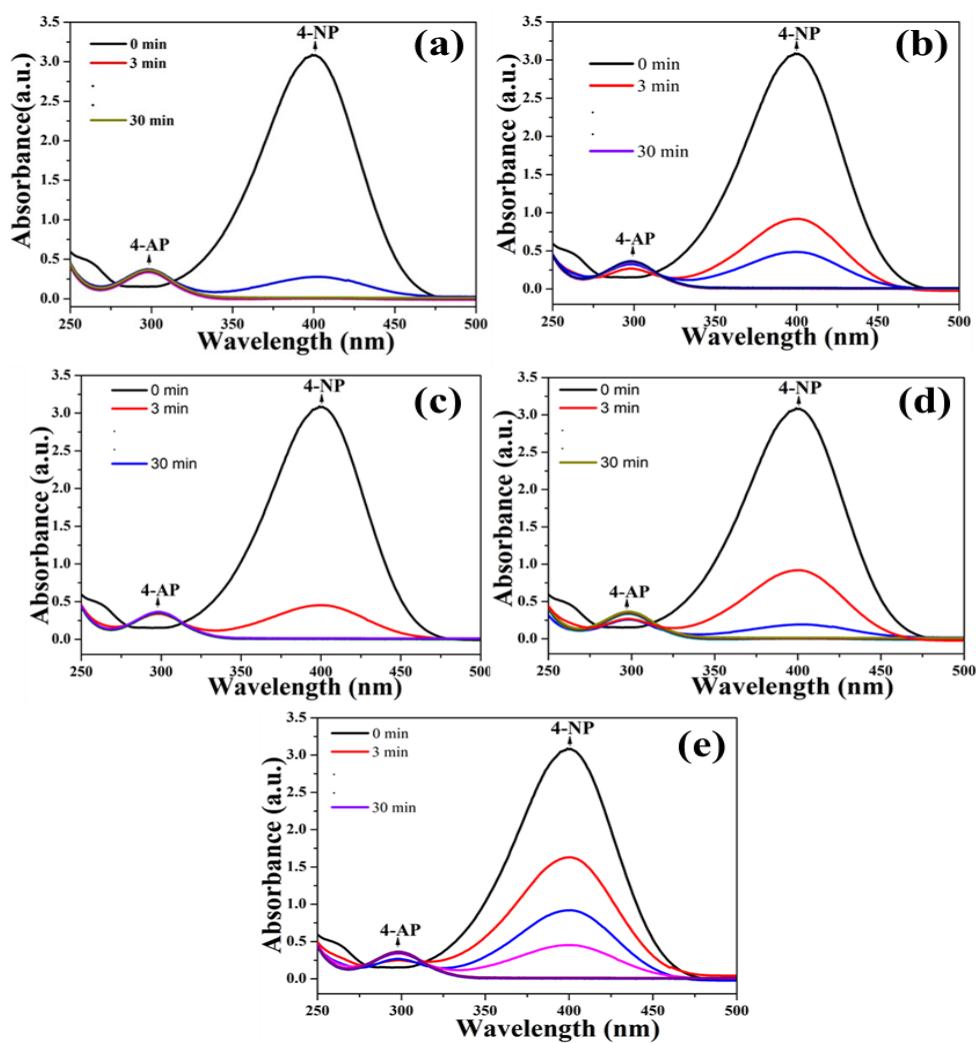 (a)
4-NP
0 min
3 min
.
.
30 min
4-AP
Absorbance(a.u.)
3.5
3.0
2.5
2.0
1.5
1.0
0.5
0.0
250 300 350 400 450 500
Wavelength (nm)
(b)
4-NP
0 min
3 min
.
.
30 min
4-AP
Absorbance (a.u.)
3.5
3.0
2.5
2.0
1.5
1.0
0.5
0.0
250 300 350 400 450 500
Wavelength (nm)
(c)
4-NP
0 min
3 min
.
.
30 min
4-AP
Absorbance (a.u.)
3.5
3.0
2.5
2.0
1.5
1.0
0.5
0.0
250 300 350 400 450 500
Wavelength (nm)
(d)
4-NP
0 min
3 min
.
.
30 min
4-AP
Absorbance (a.u.)
3.5
3.0
2.5
2.0
1.5
1.0
0.5
0.0
250 300 350 400 450 500
Wavelength (nm)
(e)
4-NP
0 min
3 min
.
.
30 min
4-AP
Absorbance (a.u.)
3.5
3.0
2.5
2.0
1.5
1.0
0.5
0.0
250 300 350 400 450 500
Wavelength (nm)